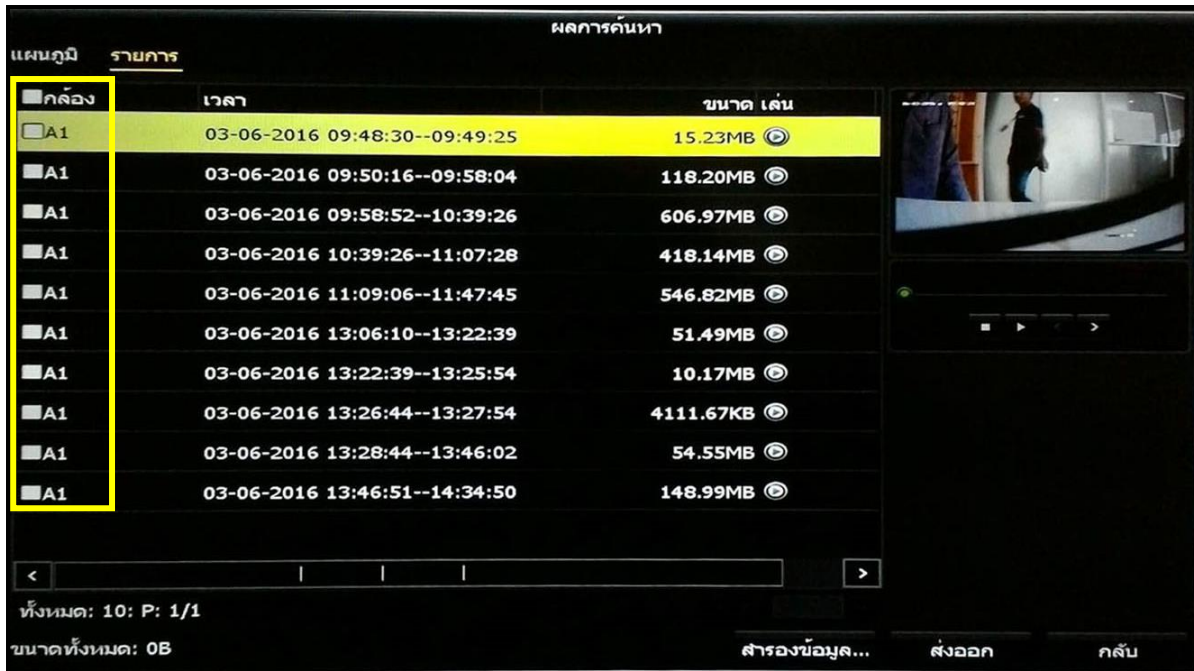 ผลการค้นหา
แผนภูมิ รายการ
กล้อง เวลา ขนาด เล่น
A1 03-06-2016 09:48:30--09:49:25 15.23MB
A1 03-06-2016 09:50:16--09:58:04 118.20MB
A1 03-06-2016 09:58:52--10:39:26 606.97MB
A1 03-06-2016 10:39:26--11:07:28 418.14MB
A1 03-06-2016 11:09:06--11:47:45 546.82MB
A1 03-06-2016 13:06:10--13:22:39 51.49MB
A1 03-06-2016 13:22:39--13:25:54 10.17MB
A1 03-06-2016 13:26:44--13:27:54 4111.67KB
A1 03-06-2016 13:28:44--13:46:02 54.55MB
A1 03-06-2016 13:46:51--14:34:50 148.99MB
ทั้งหมด: 10: P: 1/1
ขนาดทั้งหมด: 0B
สำรองข้อมูล... ส่งออก กลับ